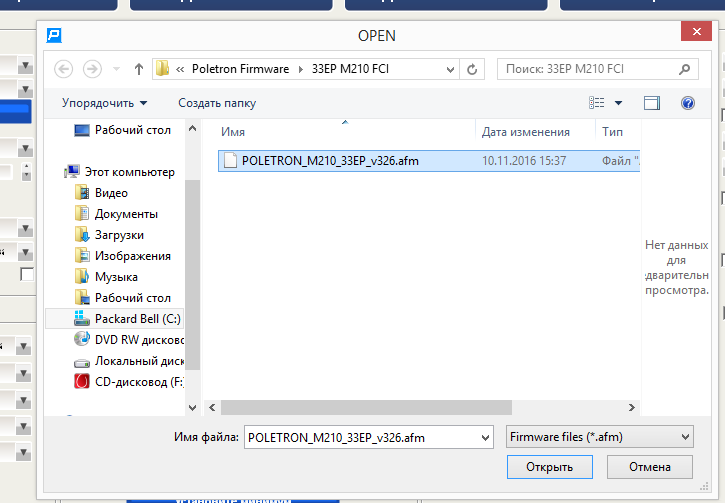 OPEN
« Poletron Firmware › 33EP M210 FCI
Поиск: 33EP M210 FCI
Упорядочить
Создать папку
Имя
Дата изменения
Тип
POLETRON_M210_33EP_v326.afm
10.11.2016 15:37
Файл "
Рабочий стол
Этот компьютер
Видео
Документы
Загрузки
Изображения
Музыка
Рабочий стол
Packard Bell (C:)
DVD RW дисково
Локальный диск
CD-дисковод (F:
Нет данных
для
едварительн
просмотра.
Имя файла:
POLETRON_M210_33EP_v326.afm
Firmware files (*.afm)
Открыть
Отмена